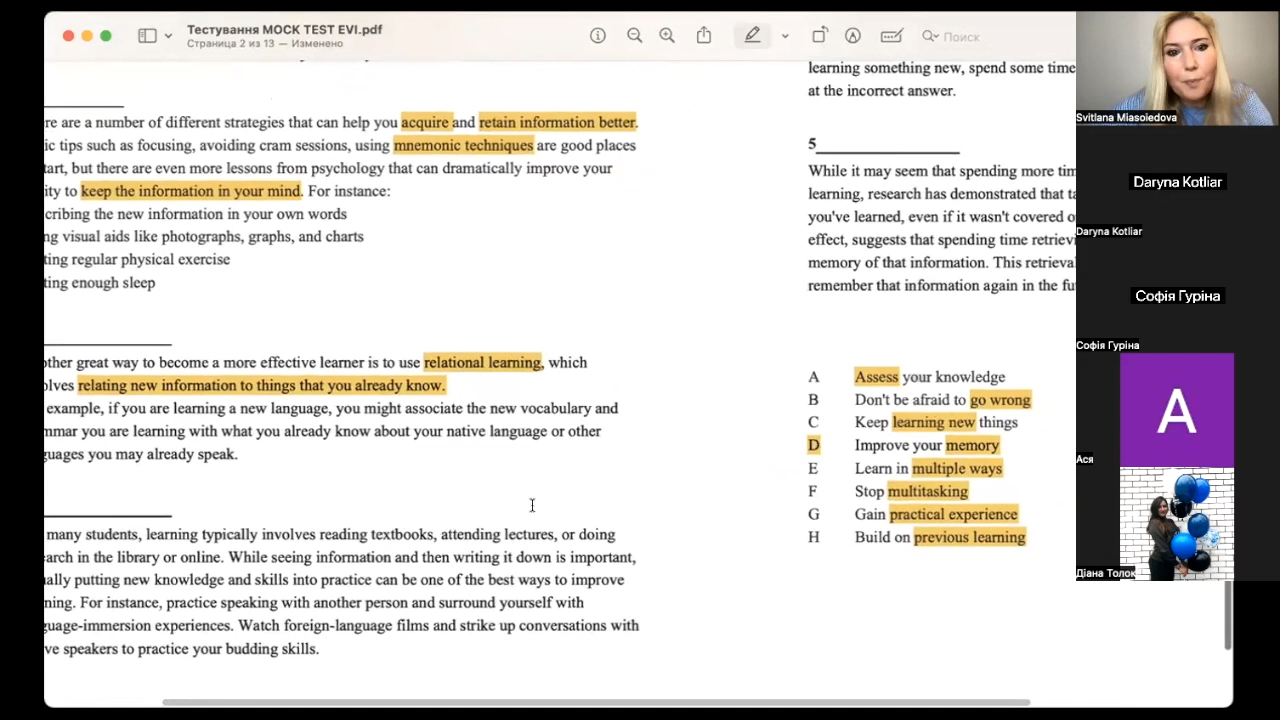 Тестування MOCK TEST EVI.pdf
Страница 2 из 13 — Изменено
Поиск
re are a number of different strategies that can help you acquire and retain information better.
ic tips such as focusing, avoiding cram sessions, using mnemonic techniques are good places
tart, but there are even more lessons from psychology that can dramatically improve your
ity to keep the information in your mind. For instance:
cribing the new information in your own words
ng visual aids like photographs, graphs, and charts
ting regular physical exercise
ting enough sleep
other great way to become a more effective learner is to use relational learning, which
olves relating new information to things that you already know.
example, if you are learning a new language, you might associate the new vocabulary and
mmar you are learning with what you already know about your native language or other
guages you may already speak.
many students, learning typically involves reading textbooks, attending lectures, or doing
earch in the library or online. While seeing information and then writing it down is important,
ually putting new knowledge and skills into practice can be one of the best ways to improve
ning. For instance, practice speaking with another person and surround yourself with
guage-immersion experiences. Watch foreign-language films and strike up conversations with
ve speakers to practice your budding skills.
learning something new, spend some time
at the incorrect answer.
5
While it may seem that spending more tim
learning, research has demonstrated that ta
you've learned, even if it wasn't covered o
effect, suggests that spending time retrievi
memory of that information. This retrieva
remember that information again in the fu
A Assess your knowledge
B Don't be afraid to go wrong
C Keep learning new things
D Improve your memory
E Learn in multiple ways
F Stop multitasking
G Gain practical experience
H Build on previous learning
Svitlana Miasoiedova
Daryna Kotliar
Daryna Kotliar
Софія Гуріна
Софія Гуріна
A
Ася
Діана Толок